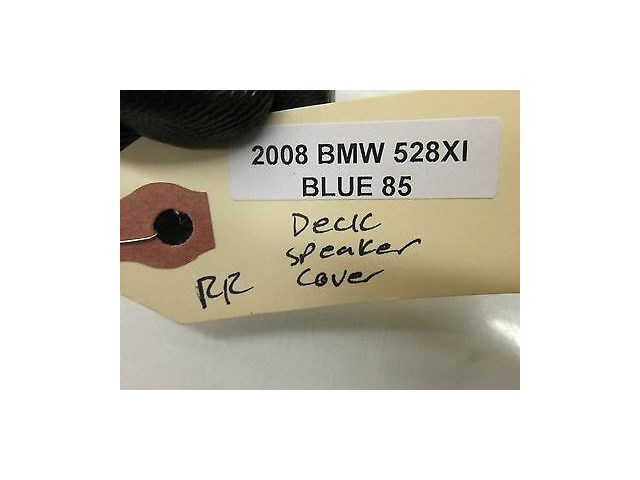 2008 BMW 528XI
BLUE 85
Deck
speaker
RR cover